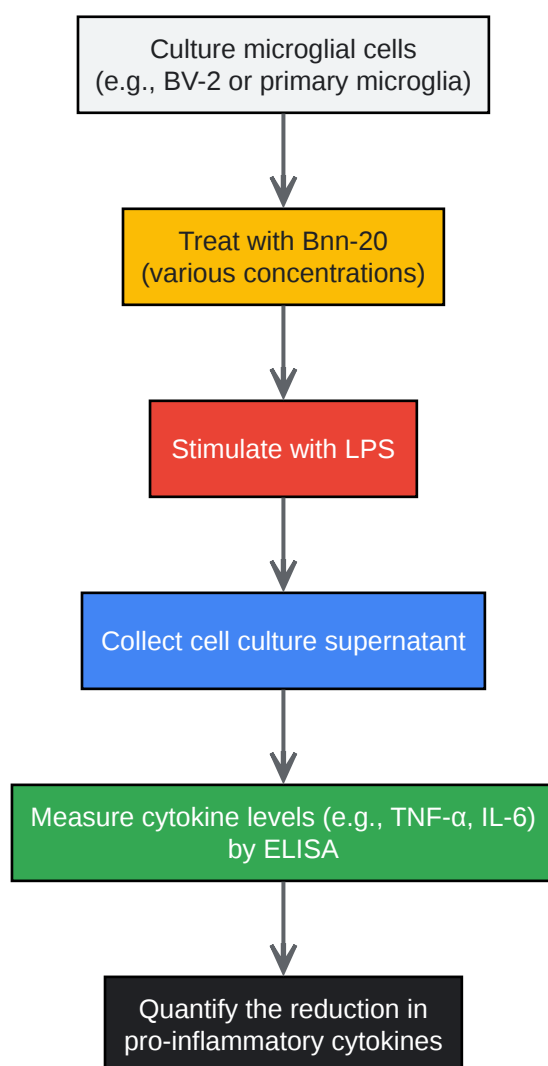 Culture microglial cells
(e.g., BV-2 or primary microglia)
Treat with Bnn-20
(various concentrations)
Stimulate with LPS
Collect cell culture supernatant
Measure cytokine levels (e.g., TNF-α, IL-6)
by ELISA
Quantify the reduction in
pro-inflammatory cytokines